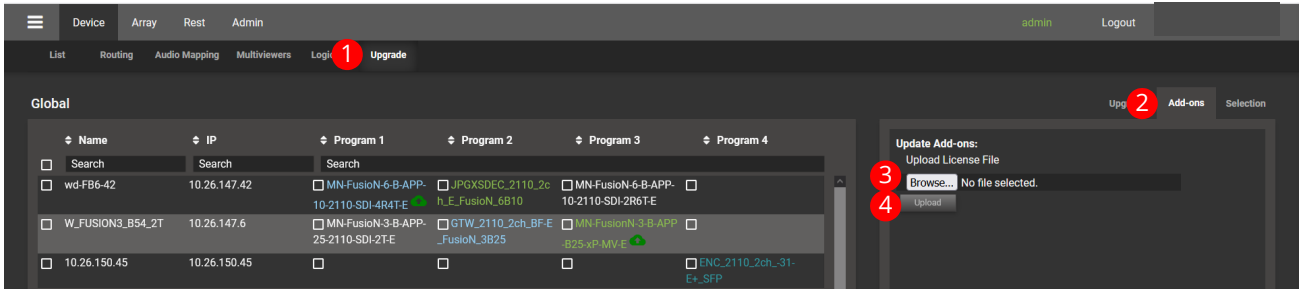 Device Array Rest Admin admin Logout
List Routing Audio Mapping Multiviewers 1 Upgrade
Global 2 Add-ons Selection
Name IP Program 1 Program 2 Program 3 Program 4
Search Search Search
wd-FB6-42 10.26.147.42 MN-FusioN-6-B-APP- JPGXSDEC_2110_2c MN-FusioN-6-B-APP-
10-2110-SDI-4R4T-E h_E_FusioN_6B10 10-2110-SDI-2R6T-E
W_FUSION3_B54_2T 10.26.147.6 MN-FusioN-3-B-APP- GTW_2110_2ch_BF-E MN-FusionN-3-B-APP
25-2110-SDI-2T-E _FusioN_3B25 -B25-xP-MV-E
10.26.150.45 10.26.150.45 ENC_2110_2ch_-31-
E+_SFP
Update Add-ons:
Upload License File
3 Browse... No file selected.
4 Upload